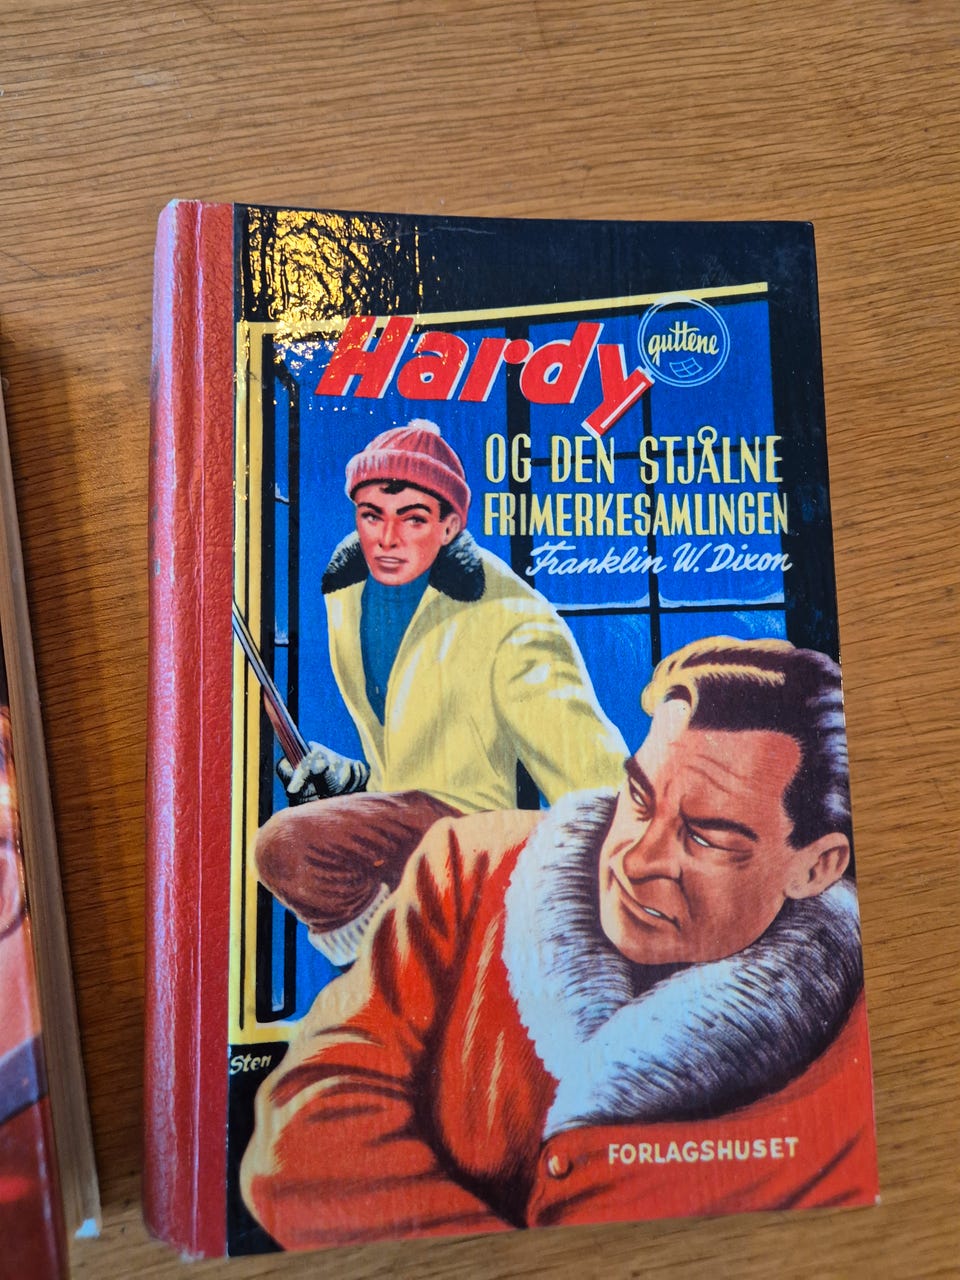 Hardy
guttene
OG DEN STJÅLNE
FRIMERKESAMLINGEN
Franklin W. Dixon
Sten
FORLAGSHUSET